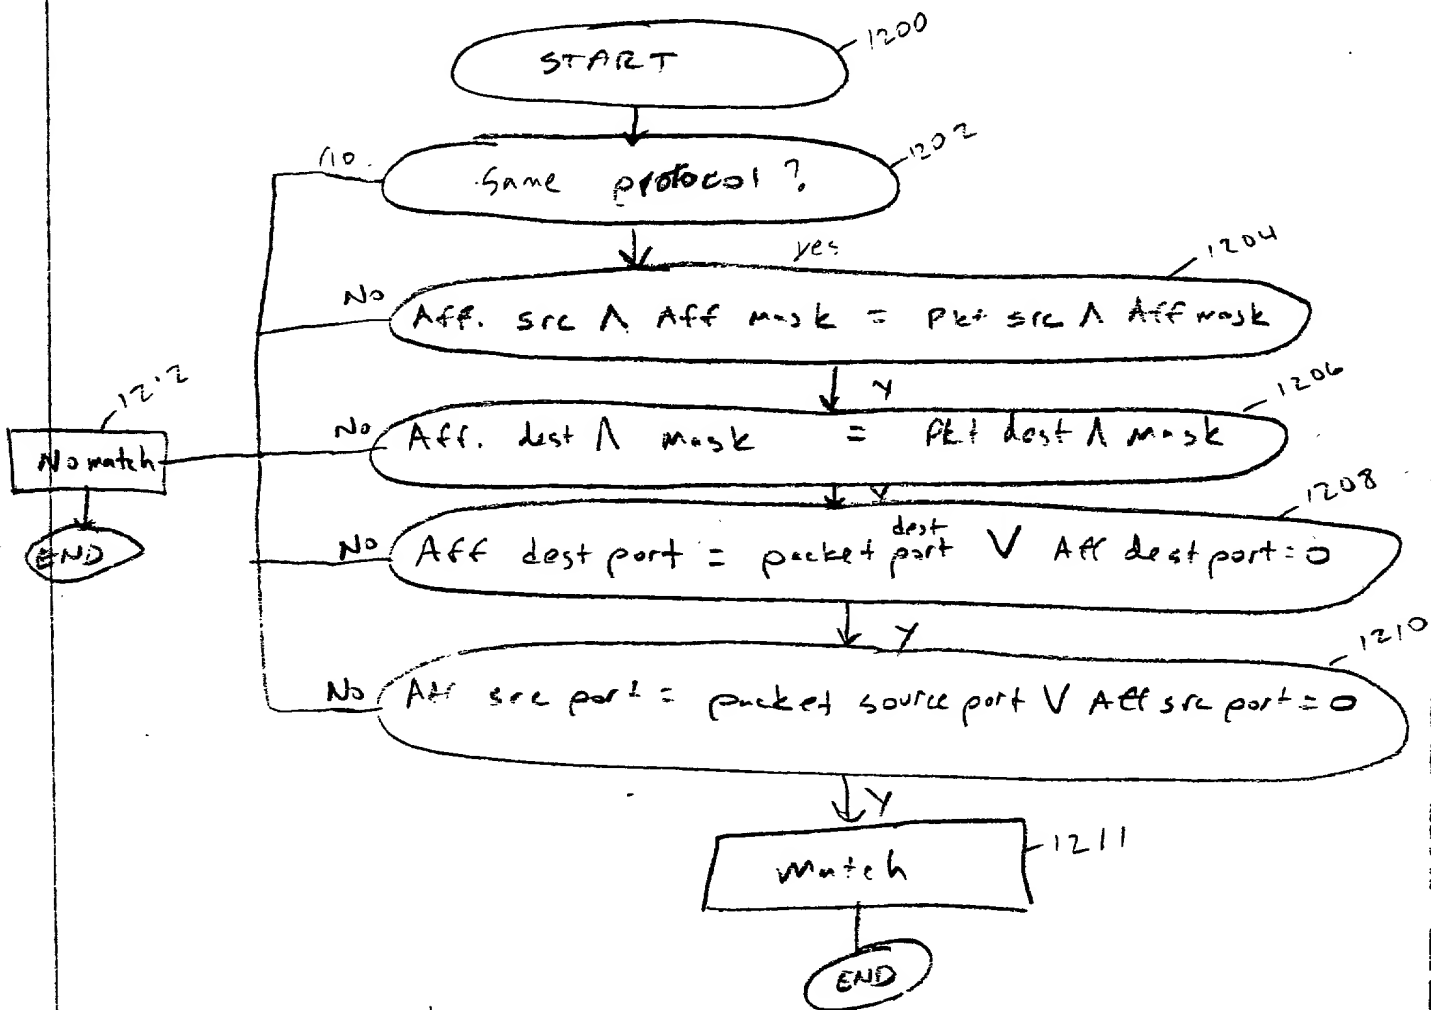 START
1200
no.
same protocol?
1202
yes
1204
No
Aff. src Λ Aff mask = Pkt src Λ Aff mask
Y
1206
1212
No match
END
No
Aff. dest Λ mask = Pkt dest Λ mask
Y
1208
No
Aff dest port = packet dest port V Aff dest port = 0
Y
1210
No
Aff src port = packet source port V Aff src port = 0
Y
Match
1211
END